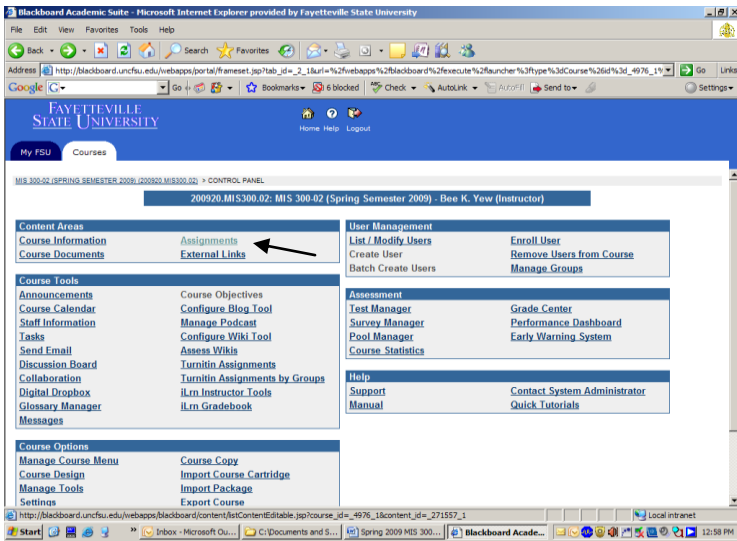 Blackboard Academic Suite - Microsoft Internet Explorer provided by Fayetteville State University
File Edit View Favorites Tools Help
Back Search Favorites
Address http://blackboard.uncfsu.edu/webapps/portal/frameset.jsp?tab_id=_2_1&url=%2fwebapps%2fblackboard%2fexecute%2flauncher%3ftype%3dCourse%26id%3d_4976_1% Go Links
Google G Go Bookmarks 6 blocked Check AutoLink AutoFill Send to Settings
FAYETTEVILLE
STATE UNIVERSITY
Home Help Logout
My FSU Courses
MIS 300-02 (SPRING SEMESTER 2009) (200920.MIS300.02) > CONTROL PANEL
200920.MIS300.02: MIS 300-02 (Spring Semester 2009) - Bee K. Yew (Instructor)
Content Areas
Course Information Assignments
Course Documents External Links
User Management
List / Modify Users Enroll User
Create User Remove Users from Course
Batch Create Users Manage Groups
Course Tools
Announcements Course Objectives
Course Calendar Configure Blog Tool
Staff Information Manage Podcast
Tasks Configure Wiki Tool
Send Email Assess Wikis
Discussion Board Turnitin Assignments
Collaboration Turnitin Assignments by Groups
Digital Dropbox iLrn Instructor Tools
Glossary Manager iLrn Gradebook
Messages
Assessment
Test Manager Grade Center
Survey Manager Performance Dashboard
Pool Manager Early Warning System
Course Statistics
Help
Support Contact System Administrator
Manual Quick Tutorials
Course Options
Manage Course Menu Course Copy
Course Design Import Course Cartridge
Manage Tools Import Package
Settings Export Course
http://blackboard.uncfsu.edu/webapps/blackboard/content/listContentEditable.jsp?course_id=_4976_1&content_id=_271557_1 Local intranet
Start Inbox - Microsoft Ou... C:\Documents and S... Spring 2009 MIS 300... Blackboard Acade... 12:58 PM